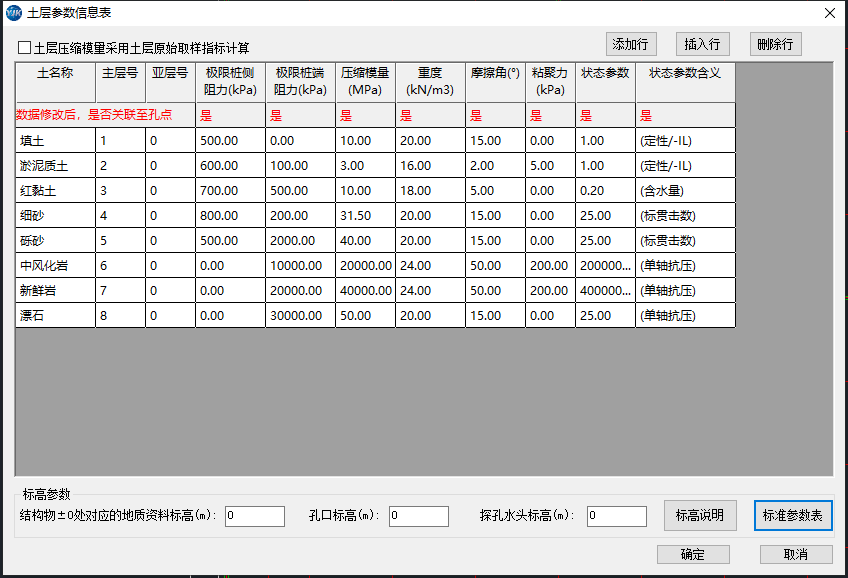 YJK 土层参数信息表
土层压缩模量采用土层原始取样指标计算
添加行 插入行 删除行
土名称 主层号 亚层号 极限桩侧阻力(kPa) 极限桩端阻力(kPa) 压缩模量(MPa) 重度(kN/m3) 摩擦角(°) 粘聚力(kPa) 状态参数 状态参数含义
数据修改后，是否关联至孔点 是 是 是 是 是 是 是 是
填土 1 0 500.00 0.00 10.00 20.00 15.00 0.00 1.00 (定性/-IL)
淤泥质土 2 0 600.00 100.00 3.00 16.00 2.00 5.00 1.00 (定性/-IL)
红黏土 3 0 700.00 500.00 10.00 18.00 5.00 0.00 0.20 (含水量)
细砂 4 0 800.00 200.00 31.50 20.00 15.00 0.00 25.00 (标贯击数)
砾砂 5 0 500.00 2000.00 40.00 20.00 15.00 0.00 25.00 (标贯击数)
中风化岩 6 0 0.00 10000.00 20000.00 24.00 50.00 200.00 200000... (单轴抗压)
新鲜岩 7 0 0.00 20000.00 40000.00 24.00 50.00 200.00 400000... (单轴抗压)
漂石 8 0 0.00 30000.00 50.00 20.00 15.00 0.00 25.00 (单轴抗压)
标高参数
结构物±0处对应的地质资料标高(m): 0 孔口标高(m): 0 探孔水头标高(m): 0 标高说明 标准参数表
确定 取消